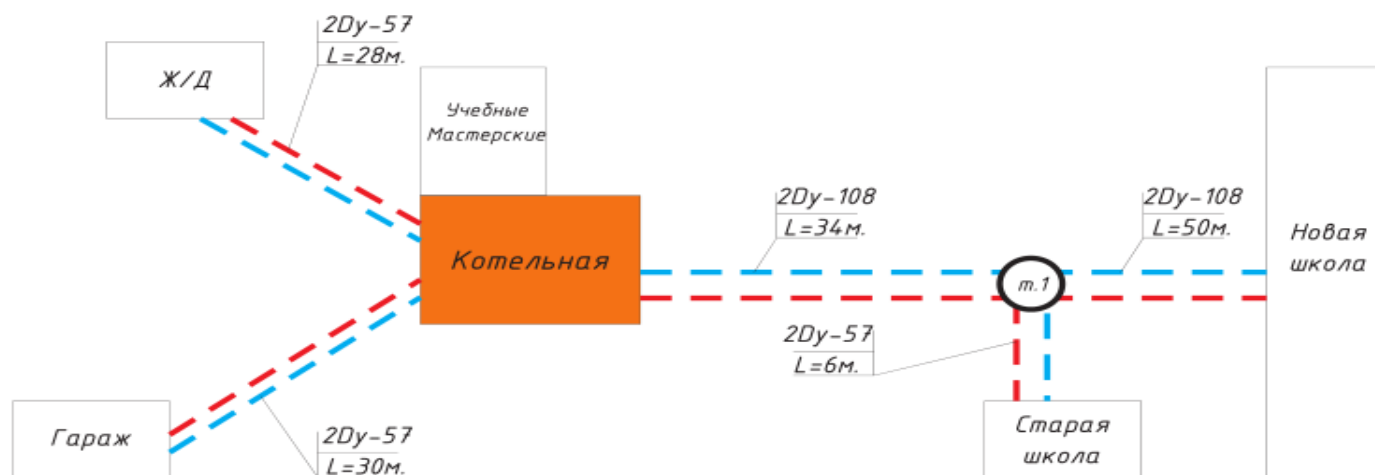 2Dy-57
L=28м.
Ж/Д
Учебные
Мастерские
Котельная
2Dy-108
L=34м.
2Dy-108
L=50м.
Новая
школа
т.1
2Dy-57
L=6м.
Гараж
2Dy-57
L=30м.
Старая
школа